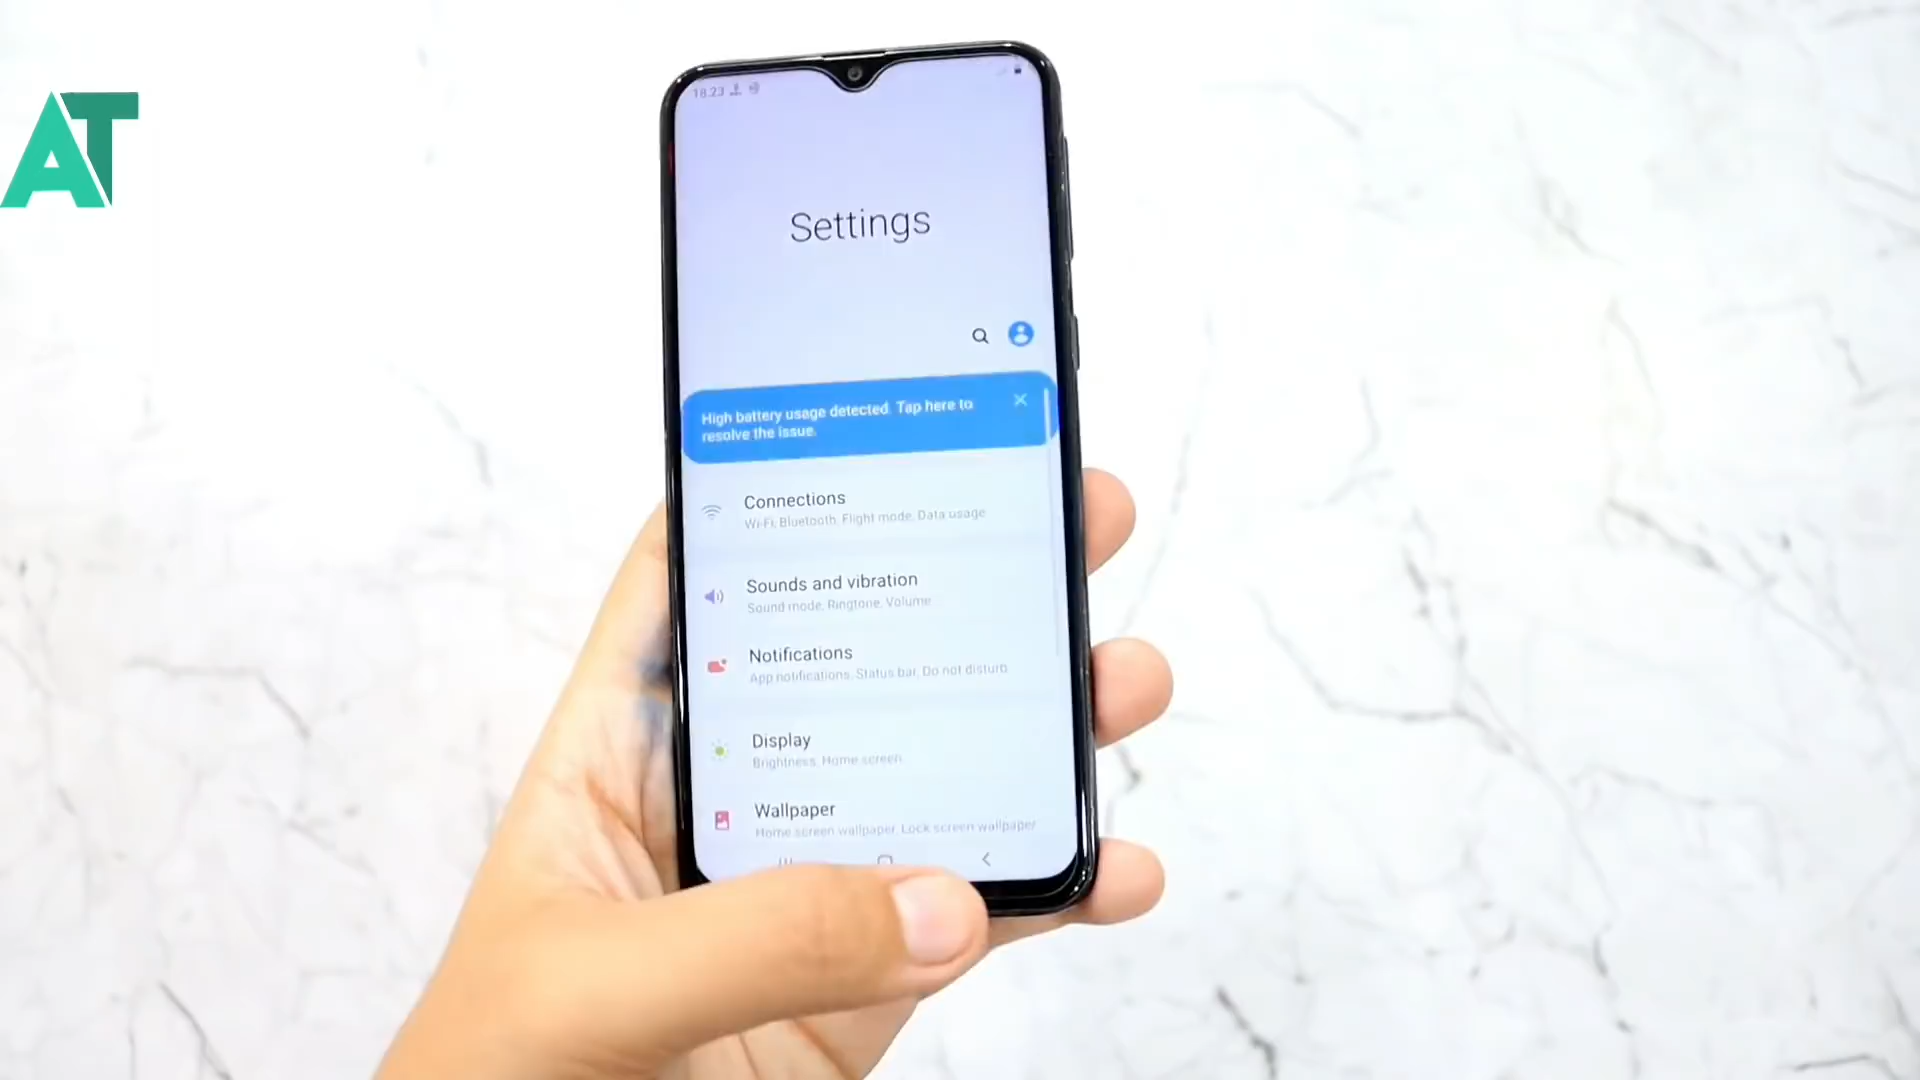 AT
18.23
Settings
High battery usage detected. Tap here to
resolve the issue.
Connections
Wi-Fi, Bluetooth, Flight mode, Data usage
Sounds and vibration
Sound mode, Ringtone, Volume
Notifications
App notifications, Status bar, Do not disturb
Display
Brightness, Home screen
Wallpaper
Home screen wallpaper, Lock screen wallpaper